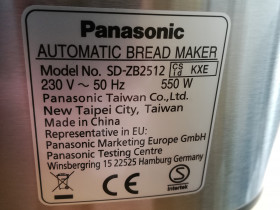 Panasonic
AUTOMATIC BREAD MAKER
Model No. SD-ZB2512 CS Id KXE
230 V ~ 50 Hz 550 W
Panasonic Taiwan Co.,Ltd.
New Taipei City, Taiwan
Made in China
Representative in EU:
Panasonic Marketing Europe GmbH
Panasonic Testing Centre
Winsbergring 15 22525 Hamburg Germany
CE
S
Intertek